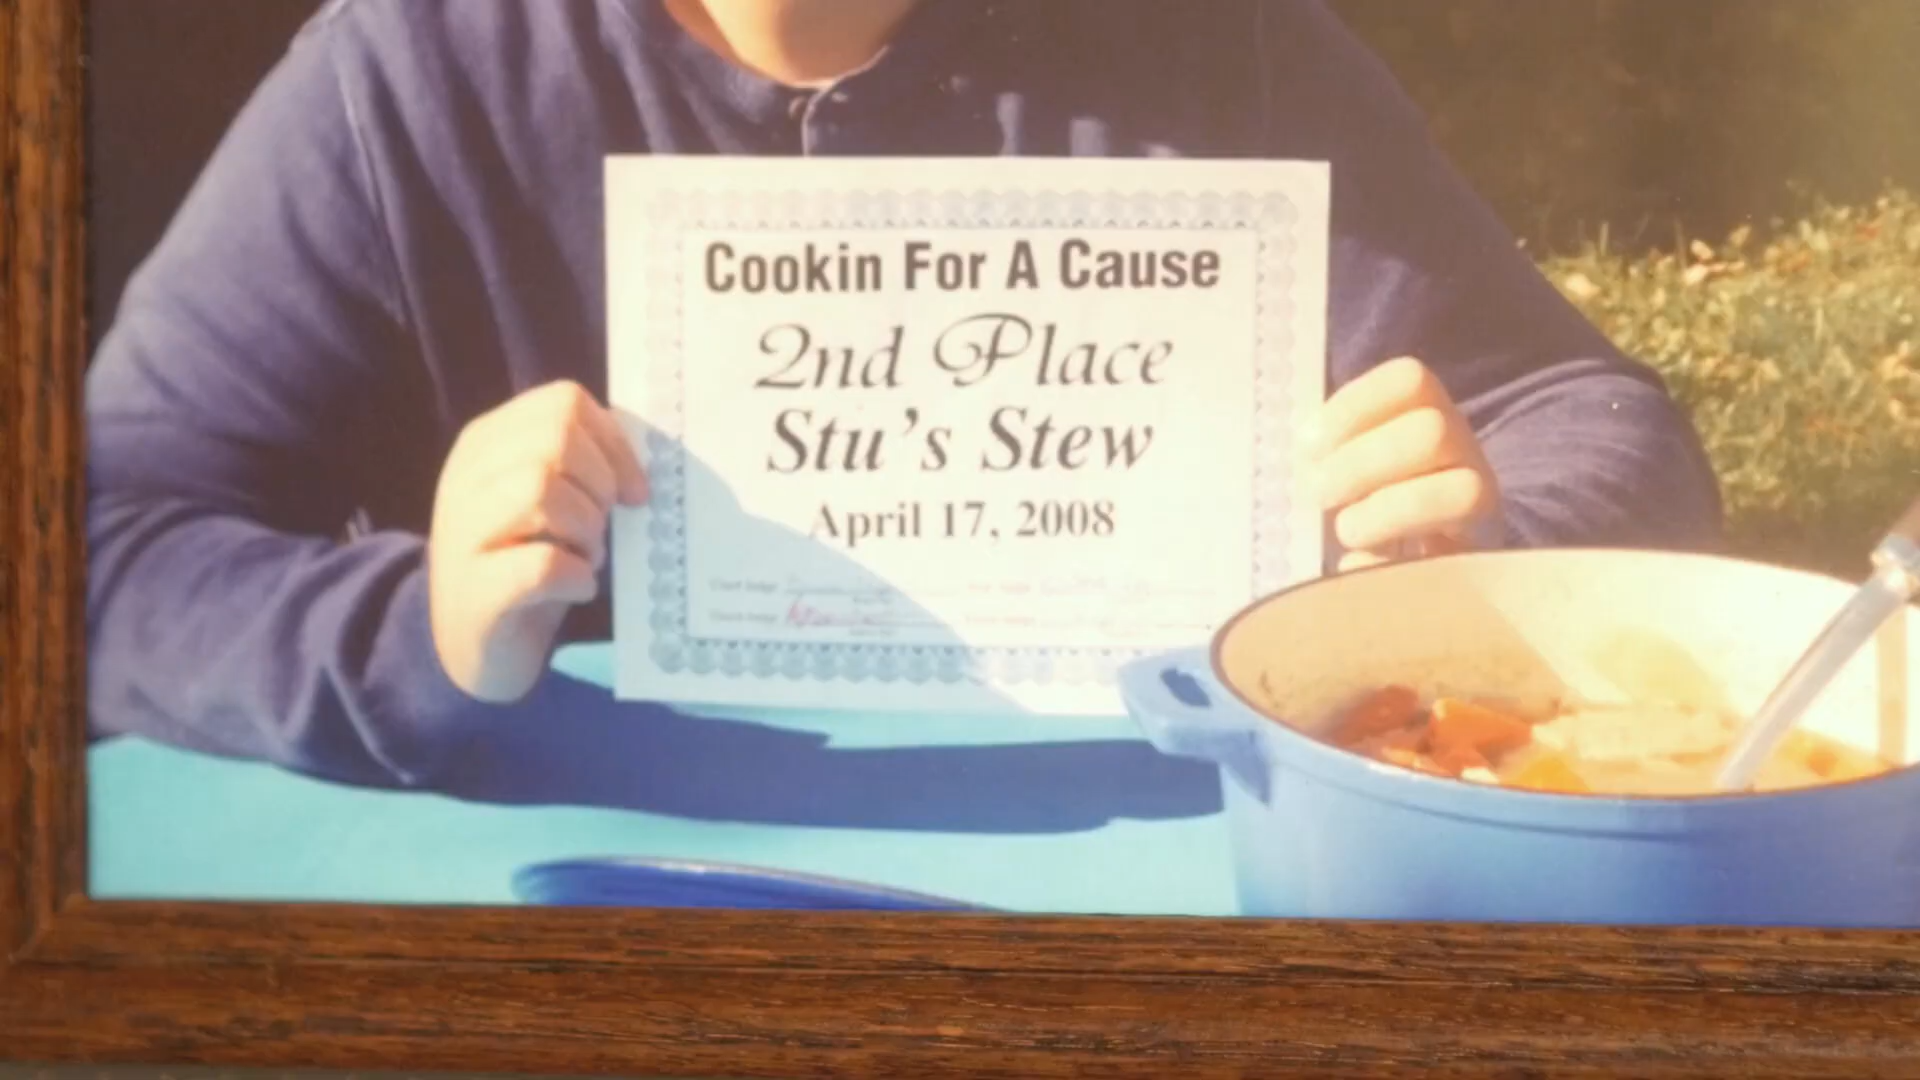 Cookin For A Cause
2nd Place
Stu's Stew
April 17, 2008